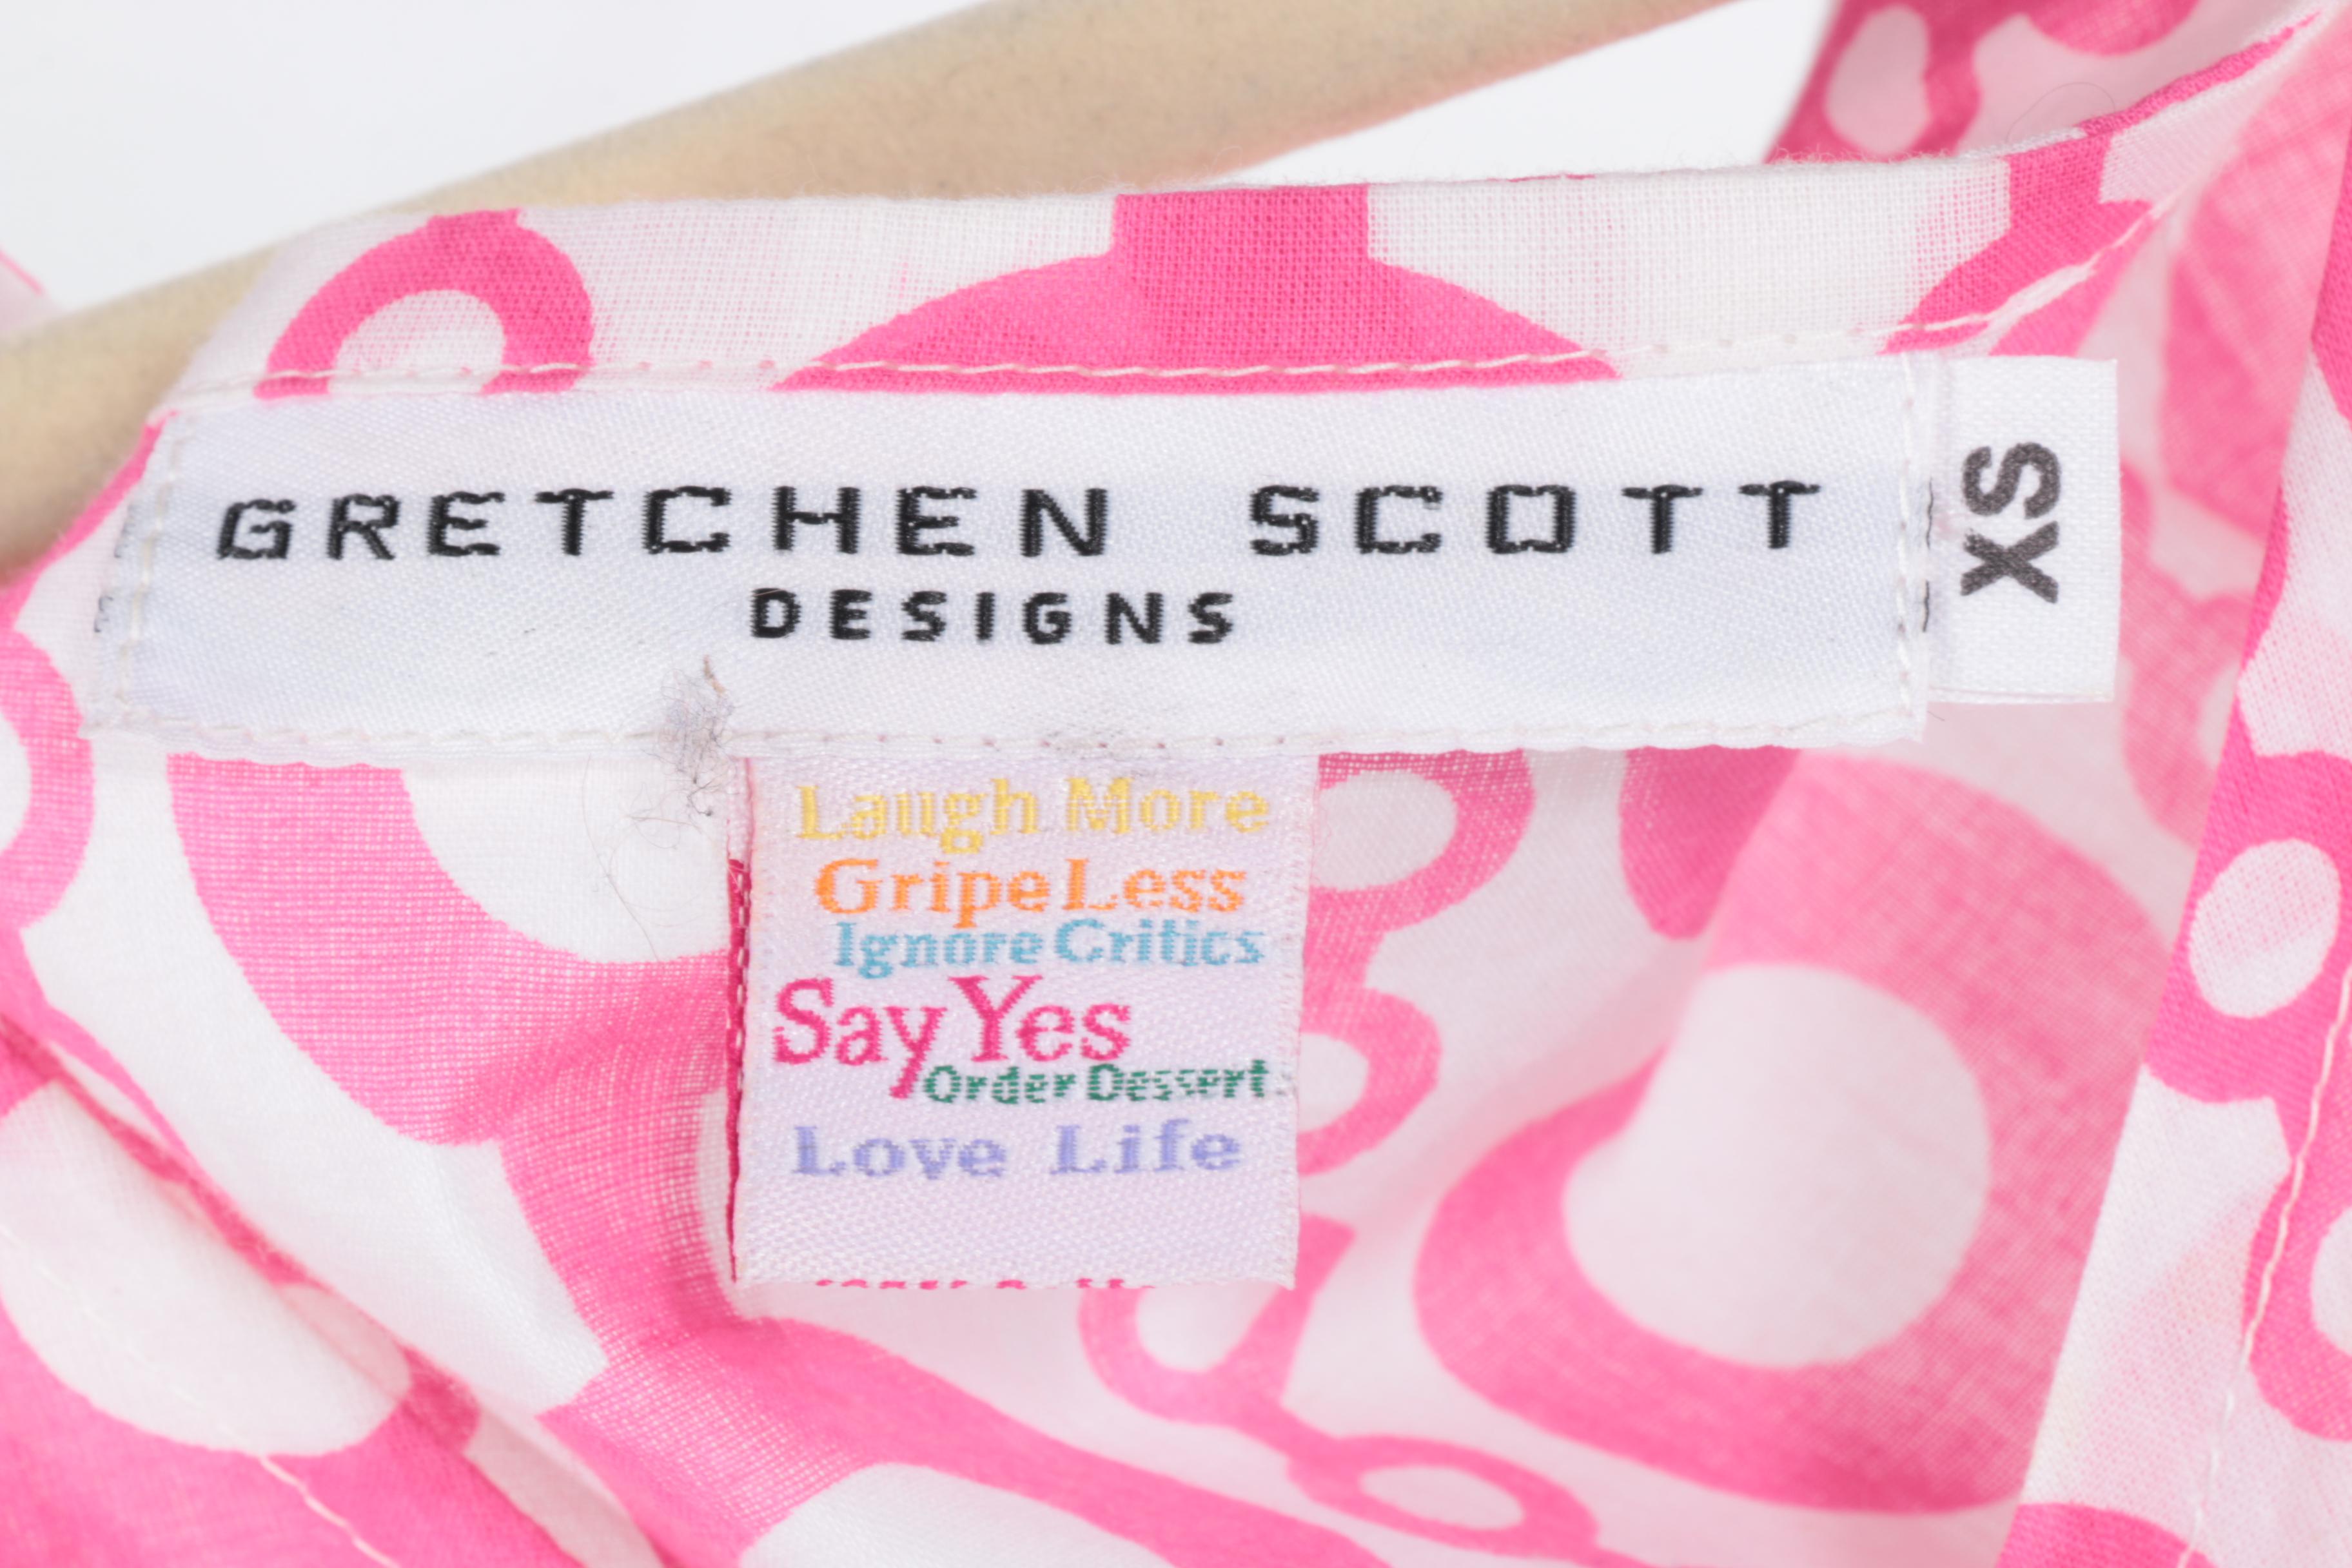 GRETCHEN SCOTT
DESIGNS
XS
Laugh More
Gripe Less
Ignore Critics
Say Yes
Order Dessert
Love Life